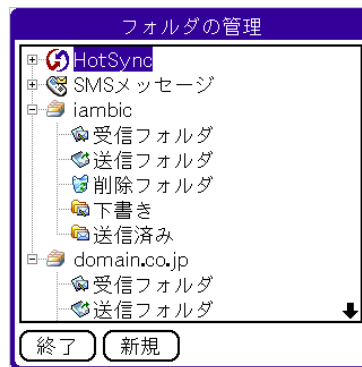 フォルダの管理
HotSync
SMSメッセージ
iambic
受信フォルダ
送信フォルダ
削除フォルダ
下書き
送信済み
domain.co.jp
受信フォルダ
送信フォルダ
終了 新規